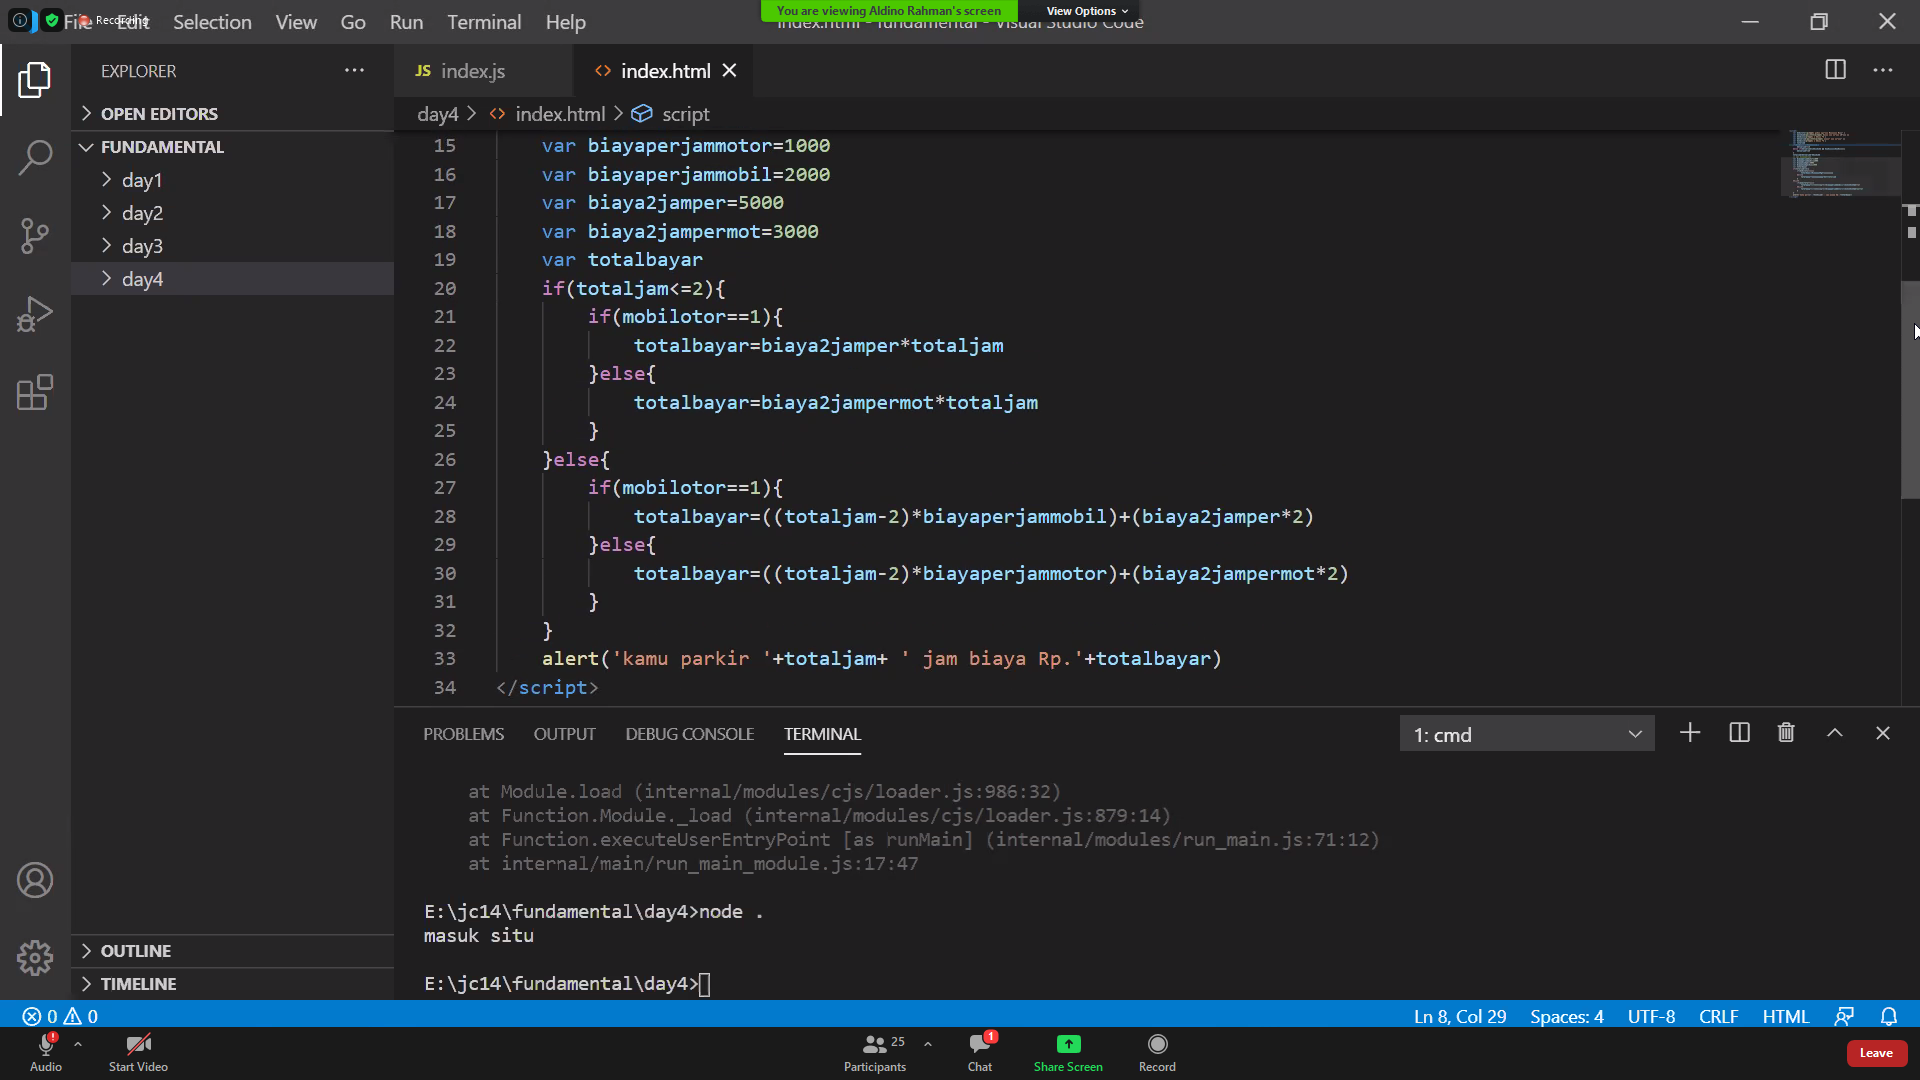 Recording
File Edit Selection View Go Run Terminal Help
You are viewing Aldino Rahman's screen
View Options
index.html - fundamental - Visual Studio Code
EXPLORER
OPEN EDITORS
FUNDAMENTAL
day1
day2
day3
day4
OUTLINE
TIMELINE
JS index.js
<> index.html
day4 > <> index.html > script
15 var biayaperjammotor=1000
16 var biayaperjammobil=2000
17 var biaya2jamper=5000
18 var biaya2jampermot=3000
19 var totalbayar
20 if(totaljam<=2){
21 if(mobilotor==1){
22 totalbayar=biaya2jamper*totaljam
23 }else{
24 totalbayar=biaya2jampermot*totaljam
25 }
26 }else{
27 if(mobilotor==1){
28 totalbayar=((totaljam-2)*biayaperjammobil)+(biaya2jamper*2)
29 }else{
30 totalbayar=((totaljam-2)*biayaperjammotor)+(biaya2jampermot*2)
31 }
32 }
33 alert('kamu parkir '+totaljam+ ' jam biaya Rp.'+totalbayar)
34 </script>
PROBLEMS OUTPUT DEBUG CONSOLE TERMINAL
1: cmd
at Module.load (internal/modules/cjs/loader.js:986:32)
at Function.Module._load (internal/modules/cjs/loader.js:879:14)
at Function.executeUserEntryPoint [as runMain] (internal/modules/run_main.js:71:12)
at internal/main/run_main_module.js:17:47
E:\jc14\fundamental\day4>node .
masuk situ
E:\jc14\fundamental\day4>
0 0
Ln 8, Col 29 Spaces: 4 UTF-8 CRLF HTML
Audio
Start Video
25
Participants
1
Chat
Share Screen
Record
Leave